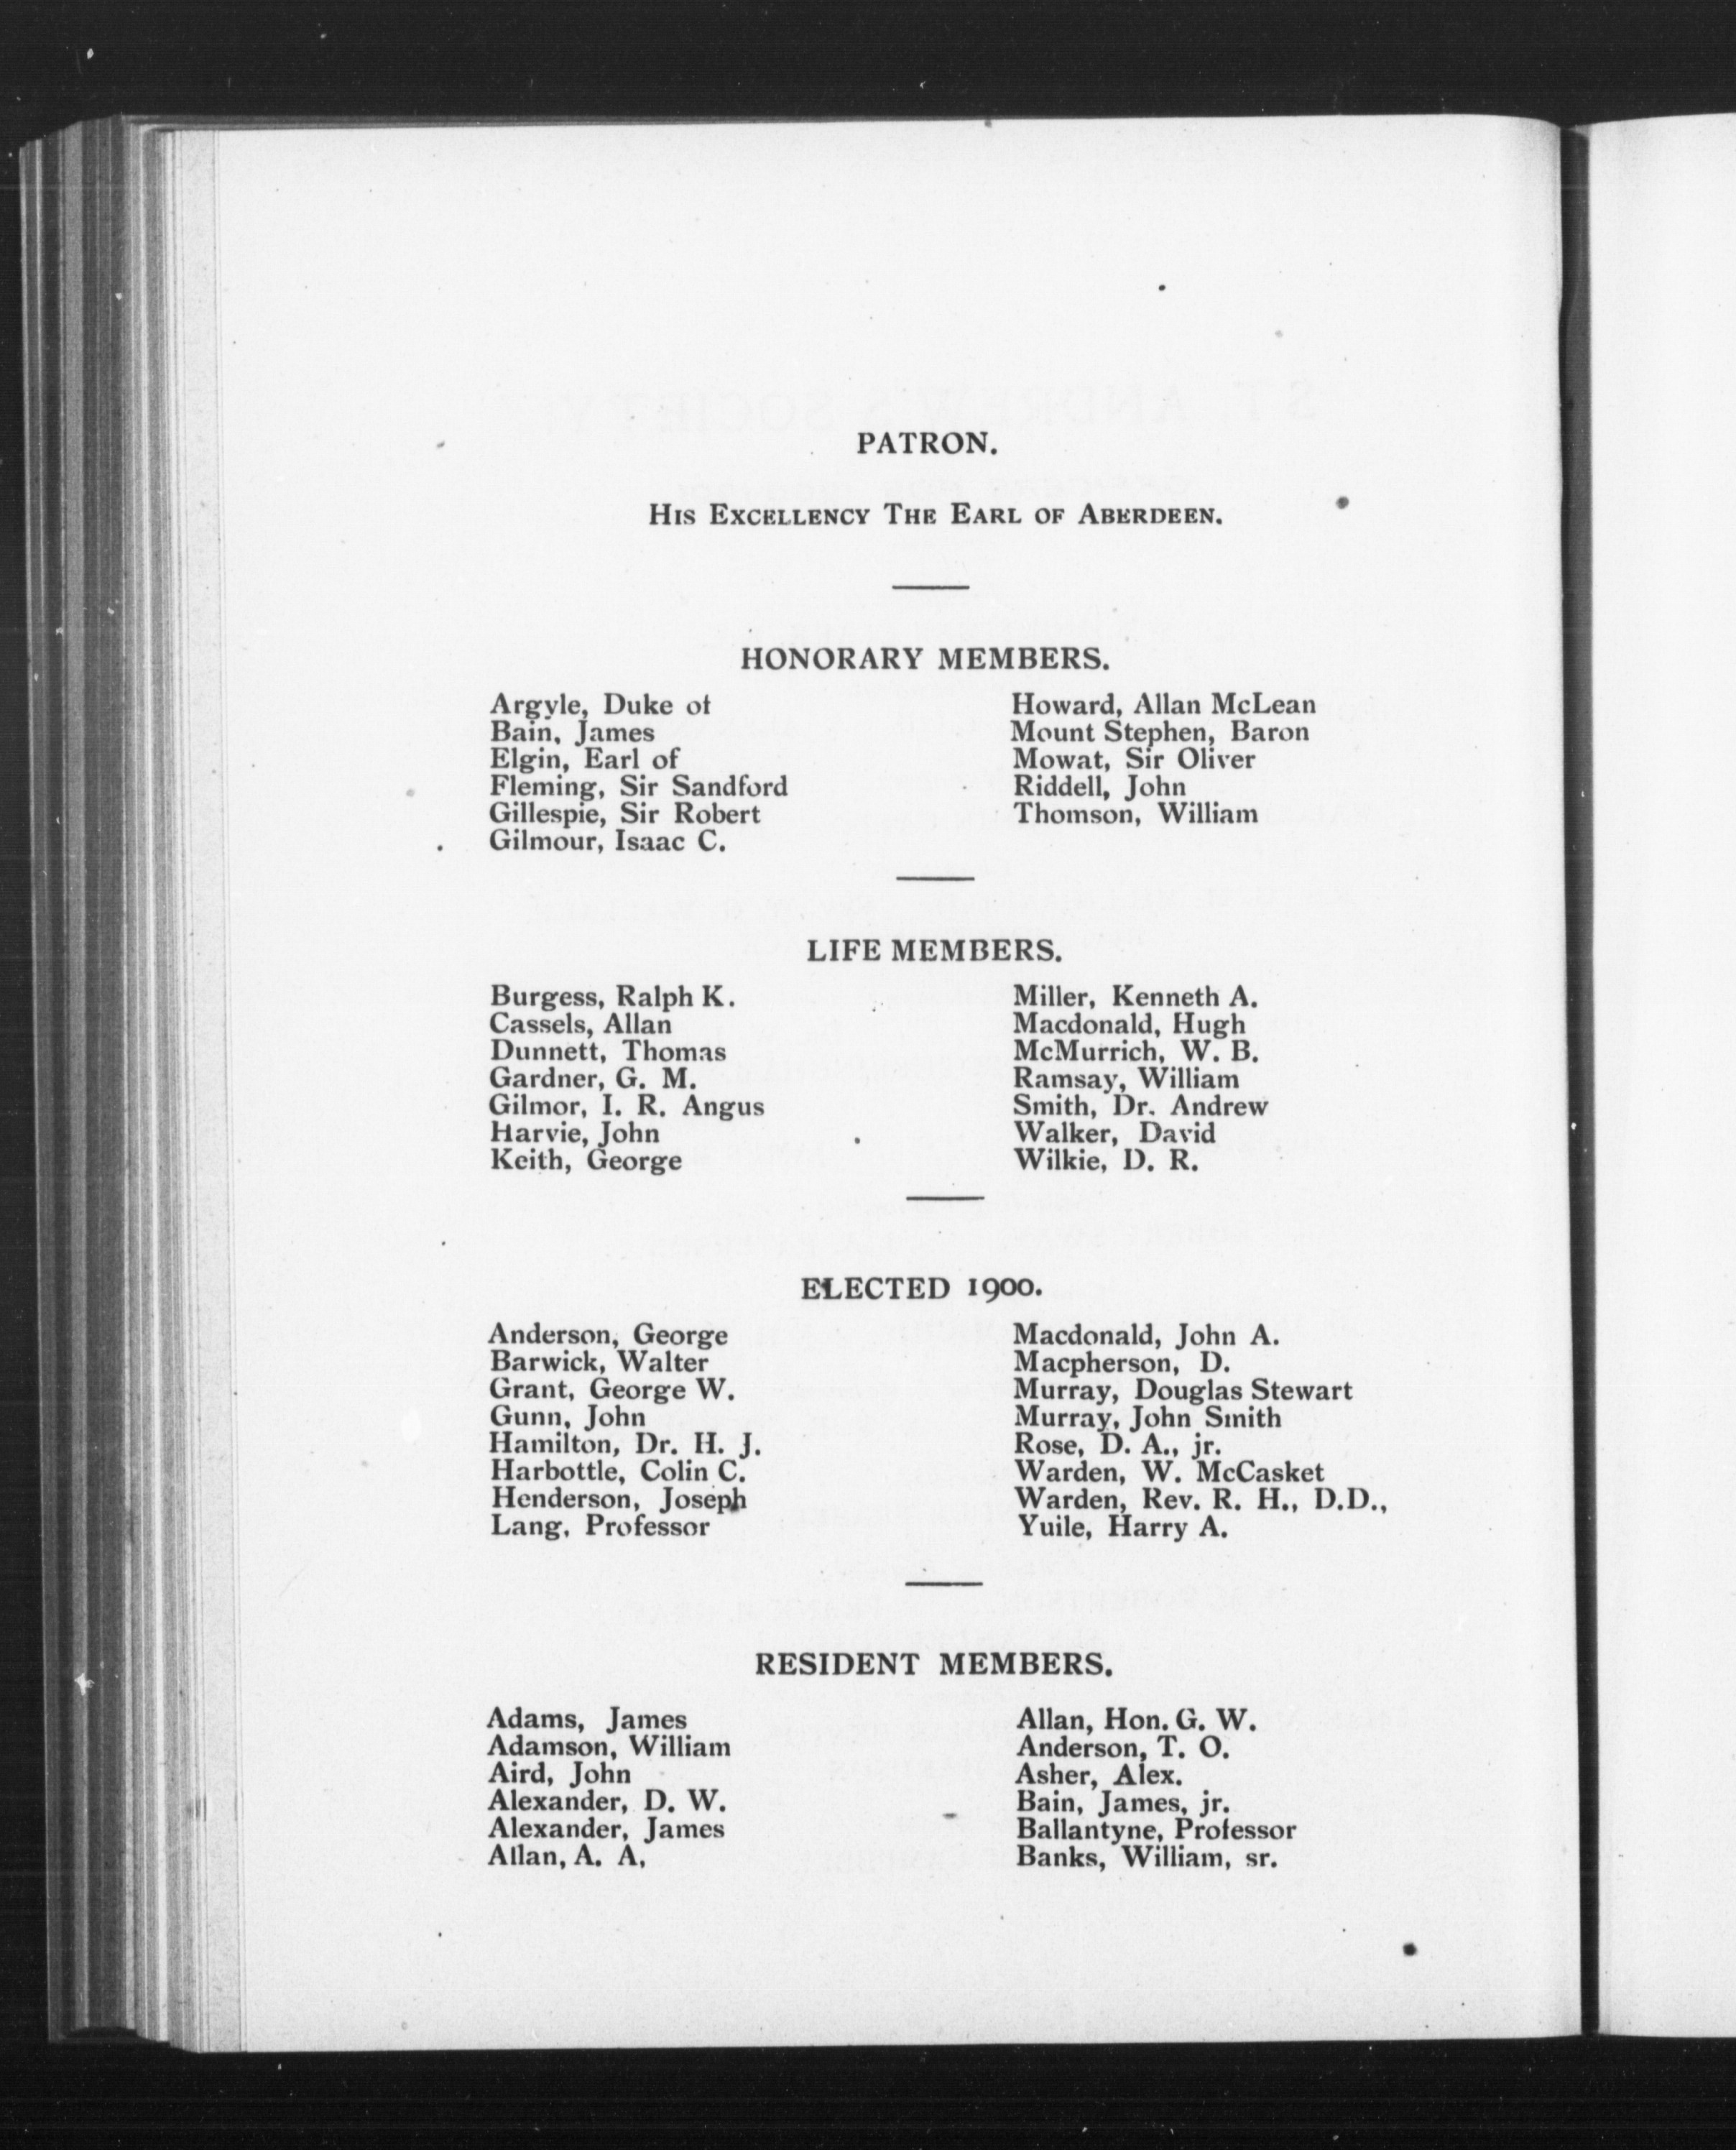 PATRON.
HIS EXCELLENCY THE EARL OF ABERDEEN.
HONORARY MEMBERS.
Argyle, Duke of
Bain, James
Elgin, Earl of
Fleming, Sir Sandford
Gillespie, Sir Robert
Gilmour, Isaac C.
Howard, Allan McLean
Mount Stephen, Baron
Mowat, Sir Oliver
Riddell, John
Thomson, William
LIFE MEMBERS.
Burgess, Ralph K.
Cassels, Allan
Dunnett, Thomas
Gardner, G. M.
Gilmor, I. R. Angus
Harvie, John
Keith, George
Miller, Kenneth A.
Macdonald, Hugh
McMurrich, W. B.
Ramsay, William
Smith, Dr. Andrew
Walker, David
Wilkie, D. R.
ELECTED 1900.
Anderson, George
Barwick, Walter
Grant, George W.
Gunn, John
Hamilton, Dr. H. J.
Harbottle, Colin C.
Henderson, Joseph
Lang, Professor
Macdonald, John A.
Macpherson, D.
Murray, Douglas Stewart
Murray, John Smith
Rose, D. A., jr.
Warden, W. McCasket
Warden, Rev. R. H., D.D.,
Yuile, Harry A.
RESIDENT MEMBERS.
Adams, James
Adamson, William
Aird, John
Alexander, D. W.
Alexander, James
Allan, A. A,
Allan, Hon. G. W.
Anderson, T. O.
Asher, Alex.
Bain, James, jr.
Ballantyne, Professor
Banks, William, sr.